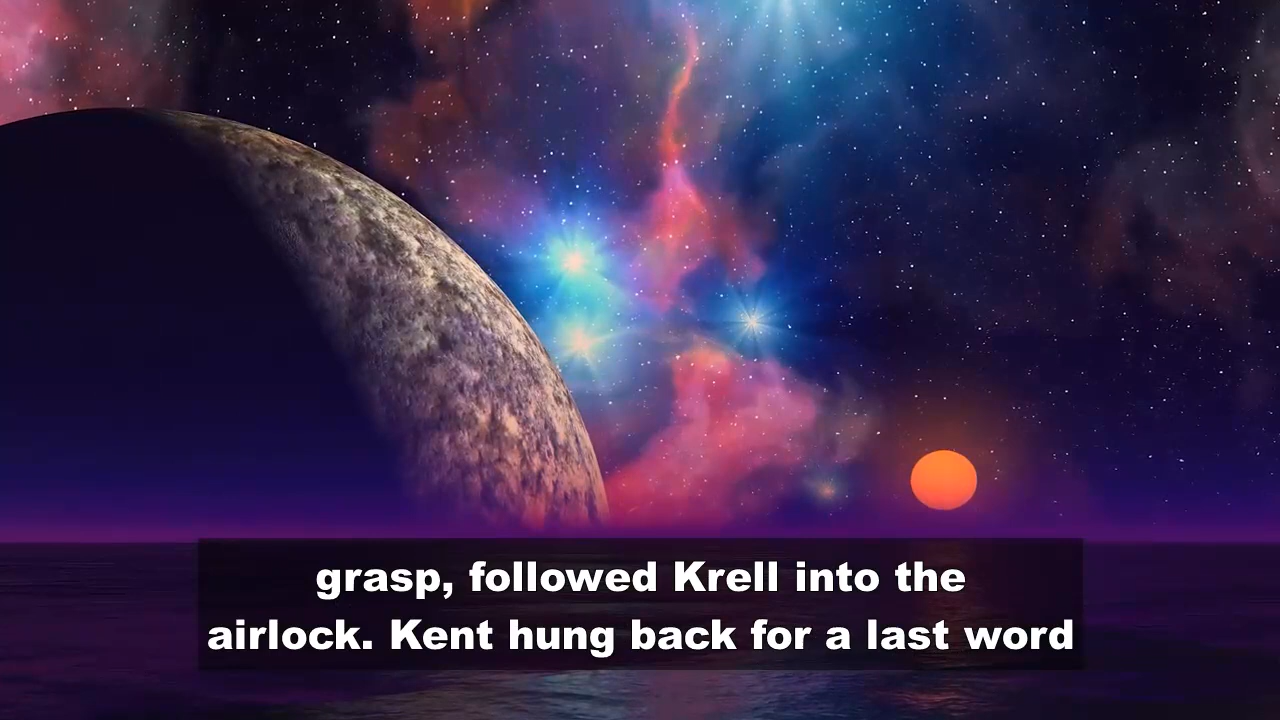 grasp, followed Krell into the
airlock. Kent hung back for a last word